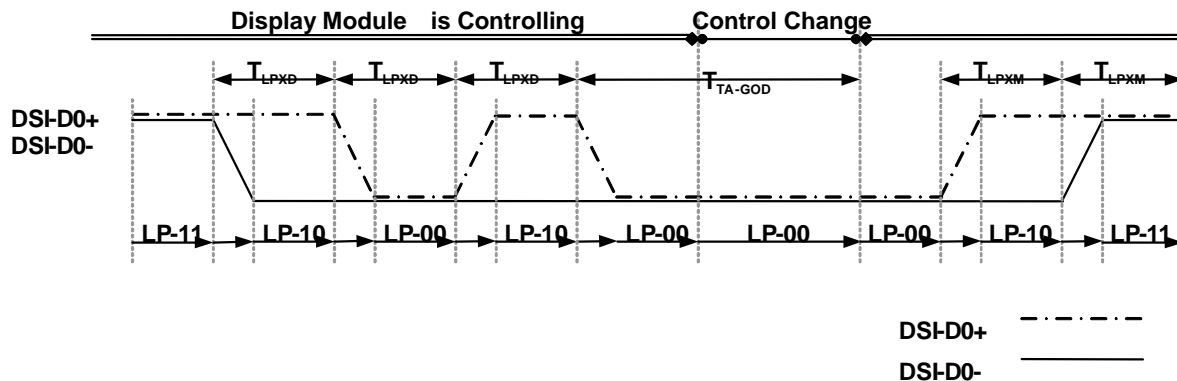 Display Module is Controlling Control Change
TLPXD TLPXD TLPXD TTA-GOD TLPXM TLPXM
DSI-D0+
DSI-D0-
LP-11 LP-10 LP-00 LP-10 LP-00 LP-00 LP-00 LP-10 LP-11
DSI-D0+
DSI-D0-